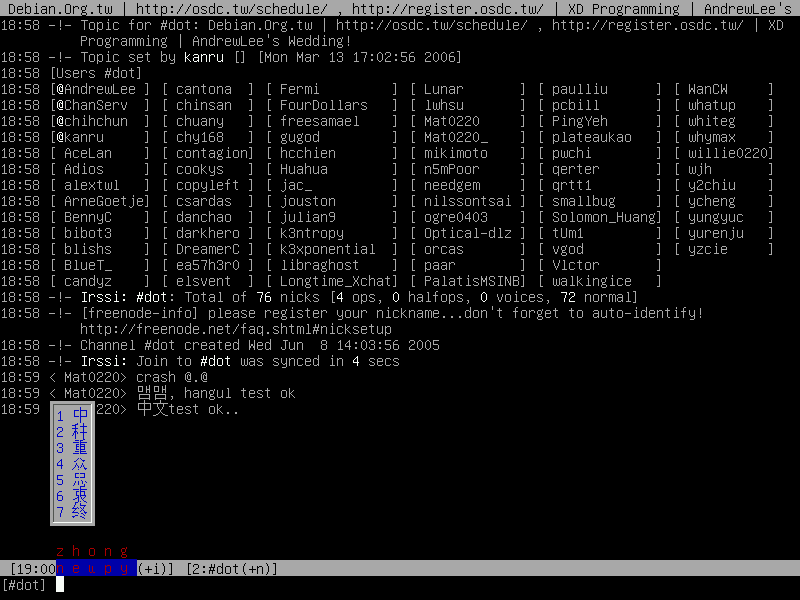 Debian.Org.tw | http://osdc.tw/schedule/ , http://register.osdc.tw/ | XD Programming | AndrewLee's
18:58 -!- Topic for #dot: Debian.Org.tw | http://osdc.tw/schedule/ , http://register.osdc.tw/ | XD
Programming | AndrewLee's Wedding!
18:58 -!- Topic set by kanru [] [Mon Mar 13 17:02:56 2006]
18:58 [Users #dot]
18:58 [@AndrewLee ] [ cantona ] [ Fermi ] [ Lunar ] [ paulliu ] [ WanCW ]
18:58 [@ChanServ ] [ chinsan ] [ FourDollars ] [ lwhsu ] [ pcbill ] [ whatup ]
18:58 [@chihchun ] [ chuany ] [ freesamael ] [ Mat0220 ] [ PingYeh ] [ whiteg ]
18:58 [@kanru ] [ chy168 ] [ gugod ] [ Mat0220_ ] [ plateaukao ] [ whymax ]
18:58 [ AceLan ] [ contagion] [ hcchien ] [ mikimoto ] [ pwchi ] [ willie0220]
18:58 [ Adios ] [ cookys ] [ Huahua ] [ n5mPoor ] [ qerter ] [ wjh ]
18:58 [ alextwl ] [ copyleft ] [ jac_ ] [ needgem ] [ qrtt1 ] [ y2chiu ]
18:58 [ ArneGoetje] [ csardas ] [ jouston ] [ nilssontsai ] [ smallbug ] [ ycheng ]
18:58 [ BennyC ] [ danchao ] [ julian9 ] [ ogre0403 ] [ Solomon_Huang] [ yungyuc ]
18:58 [ bibot3 ] [ darkhero ] [ k3ntropy ] [ Optical-dlz ] [ tUm1 ] [ yurenju ]
18:58 [ blishs ] [ DreamerC ] [ k3xponential ] [ orcas ] [ vgod ] [ yzcie ]
18:58 [ BlueT_ ] [ ea57h3r0 ] [ libraghost ] [ paar ] [ Vlctor ]
18:58 [ candyz ] [ elsvent ] [ Longtime_Xchat] [ PalatisMSINB] [ walkingice ]
18:58 -!- Irssi: #dot: Total of 76 nicks [4 ops, 0 halfops, 0 voices, 72 normal]
18:58 -!- [freenode-info] please register your nickname...don't forget to auto-identify!
http://freenode.net/faq.shtml#nicksetup
18:58 -!- Channel #dot created Wed Jun  8 14:03:56 2005
18:58 -!- Irssi: Join to #dot was synced in 4 secs
18:59 < Mat0220> crash @.@
18:59 < Mat0220> 맴맴, hangul test ok
18:59 220> 中文test ok..
1 中
2 种
3 重
4 众
5
6 衷
7 终
zhong
[19:00 newpy (+i)] [2:#dot(+n)]
[#dot]